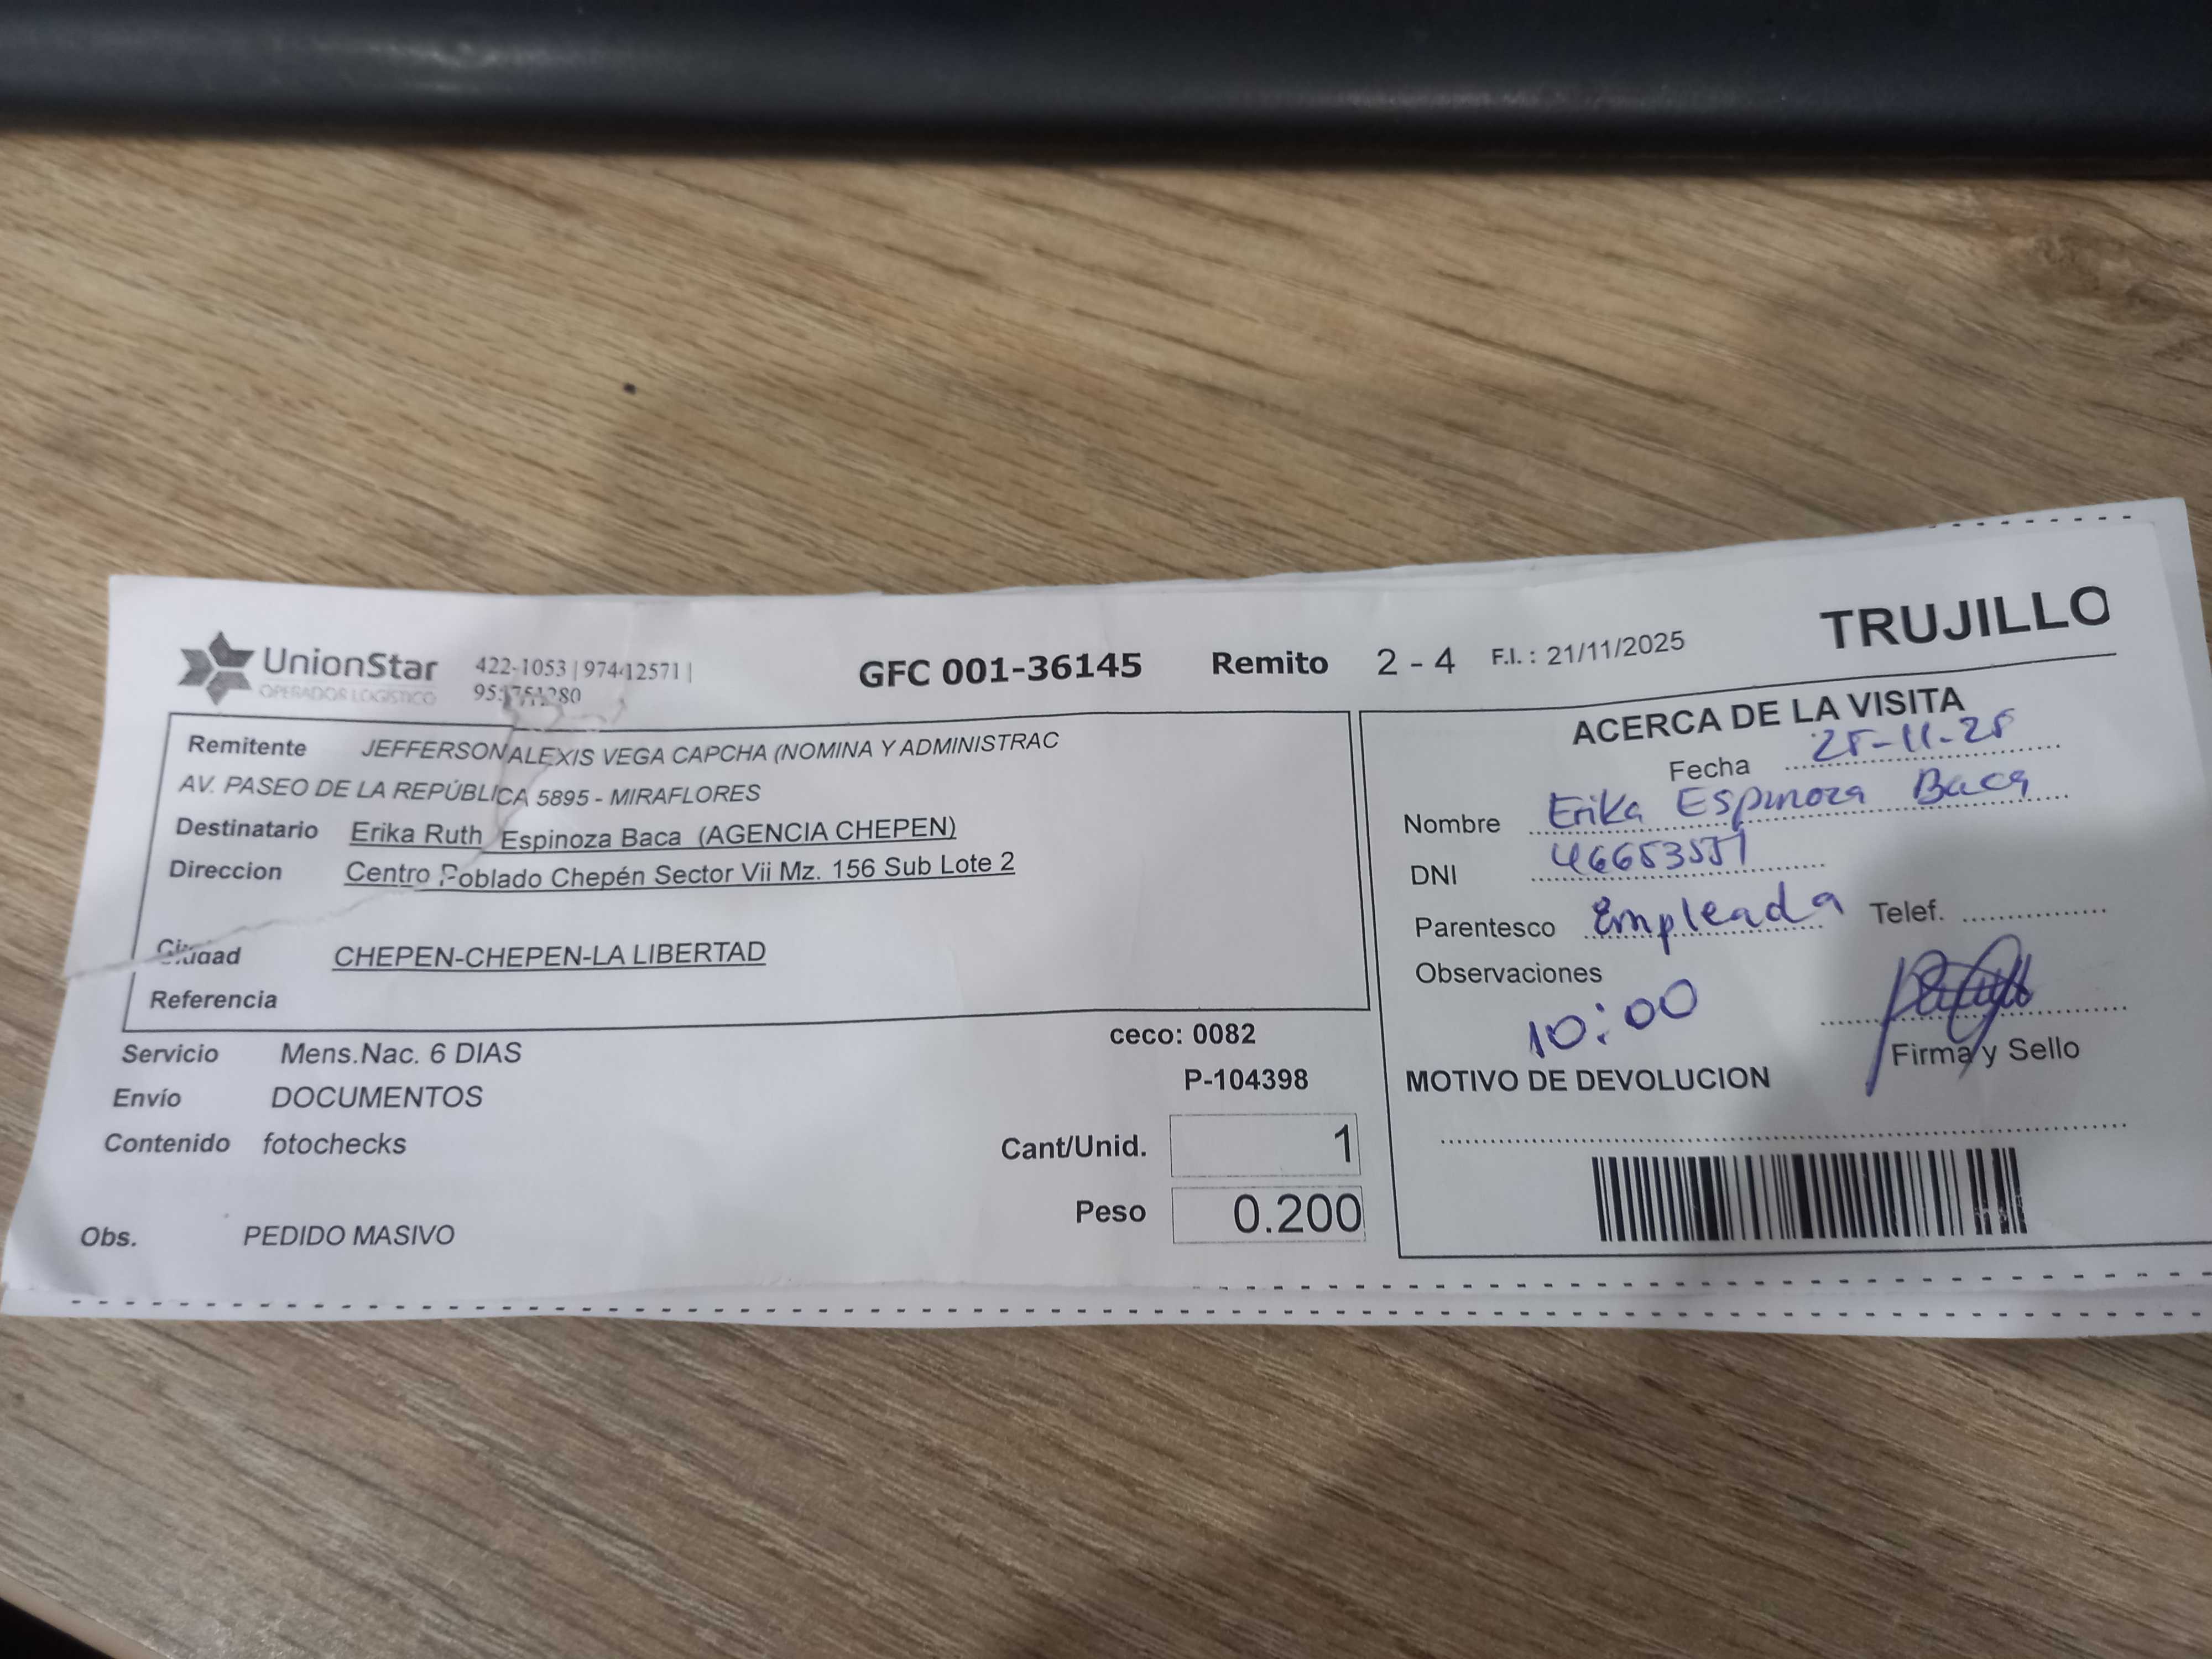 UnionStar
OPERADOR LOGISTICO
422-1053 | 974412571 |
GFC 001-36145
Remito 2 - 4
F.I. : 21/11/2025
TRUJILLO
Remitente JEFFERSON ALEXIS VEGA CAPCHA (NOMINA Y ADMINISTRAC
AV. PASEO DE LA REPÚBLICA 5895 - MIRAFLORES
Destinatario Erika Ruth Espinoza Baca (AGENCIA CHEPEN)
Direccion Centro Poblado Chepén Sector Vii Mz. 156 Sub Lote 2
Ciudad CHEPEN-CHEPEN-LA LIBERTAD
Referencia
Servicio Mens.Nac. 6 DIAS
Envío DOCUMENTOS
Contenido fotochecks
Obs. PEDIDO MASIVO
ceco: 0082
P-104398
Cant/Unid. 1
Peso 0.200
ACERCA DE LA VISITA
Fecha 25-11-25
Nombre Erika Espinoza Baca
DNI
Parentesco Empleada Telef.
Observaciones
10:00
Firma y Sello
MOTIVO DE DEVOLUCION